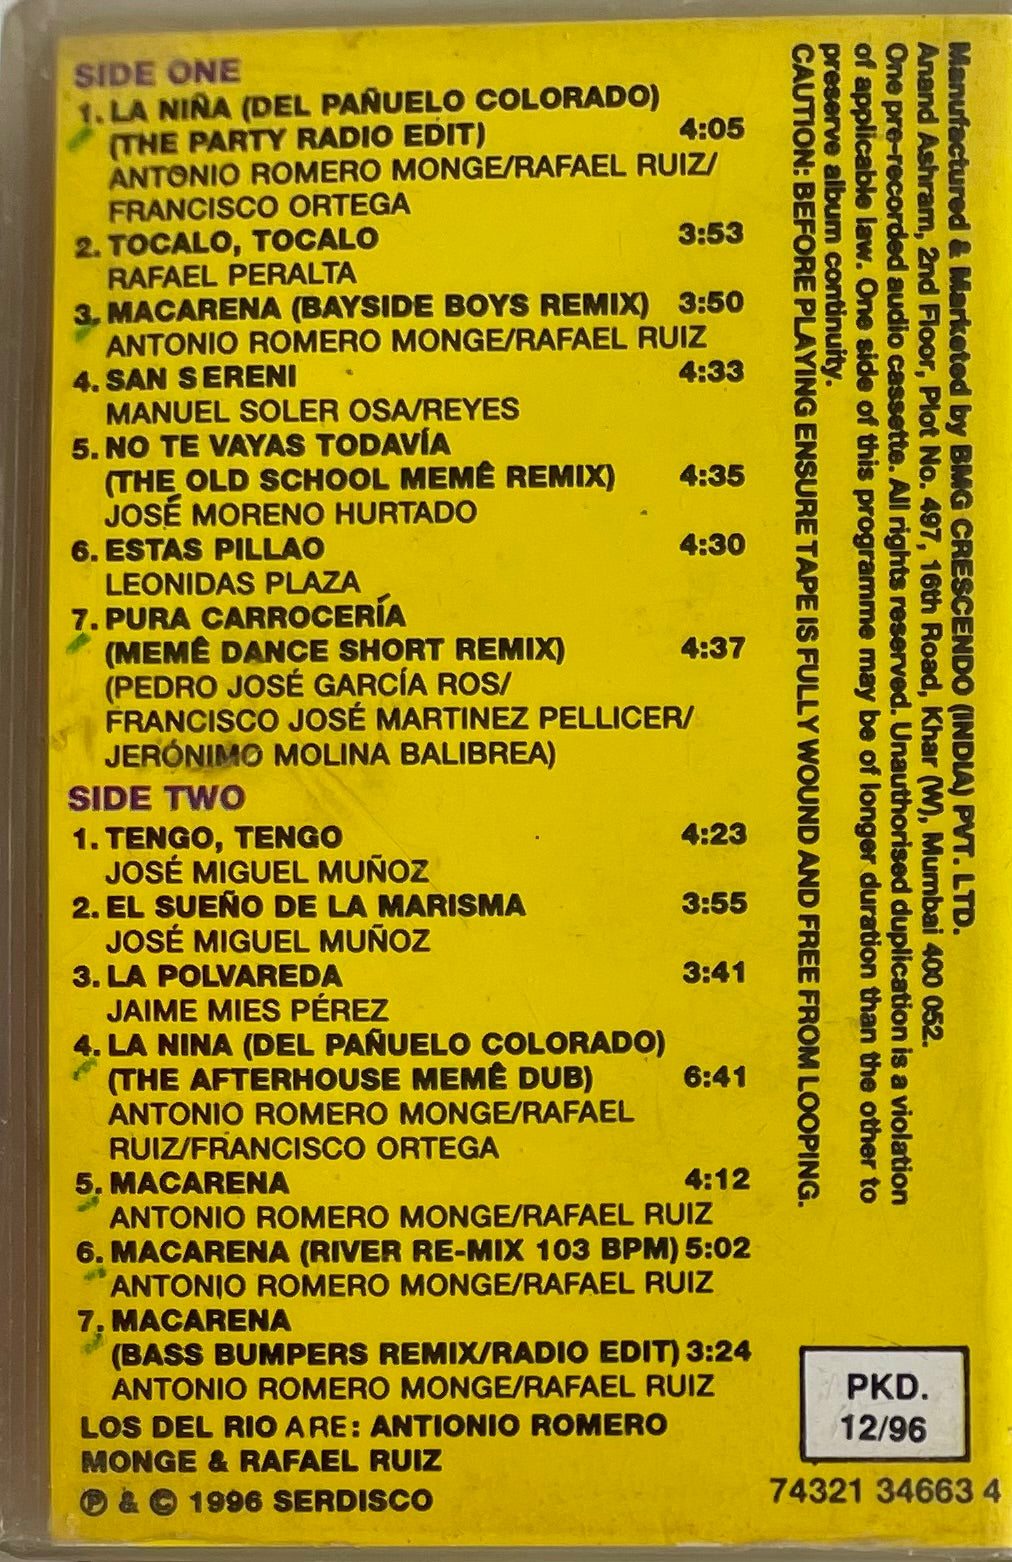 SIDE ONE
1. LA NIÑA (DEL PAÑUELO COLORADO)
(THE PARTY RADIO EDIT) 4:05
ANTONIO ROMERO MONGE/RAFAEL RUIZ/
FRANCISCO ORTEGA
2. TOCALO, TOCALO 3:53
RAFAEL PERALTA
3. MACARENA (BAYSIDE BOYS REMIX) 3:50
ANTONIO ROMERO MONGE/RAFAEL RUIZ
4. SAN SERENI 4:33
MANUEL SOLER OSA/REYES
5. NO TE VAYAS TODAVÍA
(THE OLD SCHOOL MEMÊ REMIX) 4:35
JOSÉ MORENO HURTADO
6. ESTAS PILLAO 4:30
LEONIDAS PLAZA
7. PURA CARROCERÍA
(MEMÊ DANCE SHORT REMIX) 4:37
(PEDRO JOSÉ GARCÍA ROS/
FRANCISCO JOSÉ MARTINEZ PELLICER/
JERÓNIMO MOLINA BALIBREA)
SIDE TWO
1. TENGO, TENGO 4:23
JOSÉ MIGUEL MUÑOZ
2. EL SUEÑO DE LA MARISMA 3:55
JOSÉ MIGUEL MUÑOZ
3. LA POLVAREDA 3:41
JAIME MIES PÉREZ
4. LA NINA (DEL PAÑUELO COLORADO)
(THE AFTERHOUSE MEMÊ DUB) 6:41
ANTONIO ROMERO MONGE/RAFAEL
RUIZ/FRANCISCO ORTEGA
5. MACARENA 4:12
ANTONIO ROMERO MONGE/RAFAEL RUIZ
6. MACARENA (RIVER RE-MIX 103 BPM) 5:02
ANTONIO ROMERO MONGE/RAFAEL RUIZ
7. MACARENA
(BASS BUMPERS REMIX/RADIO EDIT) 3:24
ANTONIO ROMERO MONGE/RAFAEL RUIZ
LOS DEL RIO ARE: ANTIONIO ROMERO
MONGE & RAFAEL RUIZ
Ⓟ & © 1996 SERDISCO
Manufactured & Marketed by BMG CRESCENDO (INDIA) PVT. LTD.
Anand Ashram, 2nd Floor, Plot No. 497, 16th Road, Khar (W), Mumbai 400 052.
One pre-recorded audio cassette. All rights reserved. Unauthorised duplication is a violation
of applicable law. One side of this programme may be of longer duration than the other to
preserve album continuity.
CAUTION: BEFORE PLAYING ENSURE TAPE IS FULLY WOUND AND FREE FROM LOOPING.
PKD.
12/96
74321 34663 4